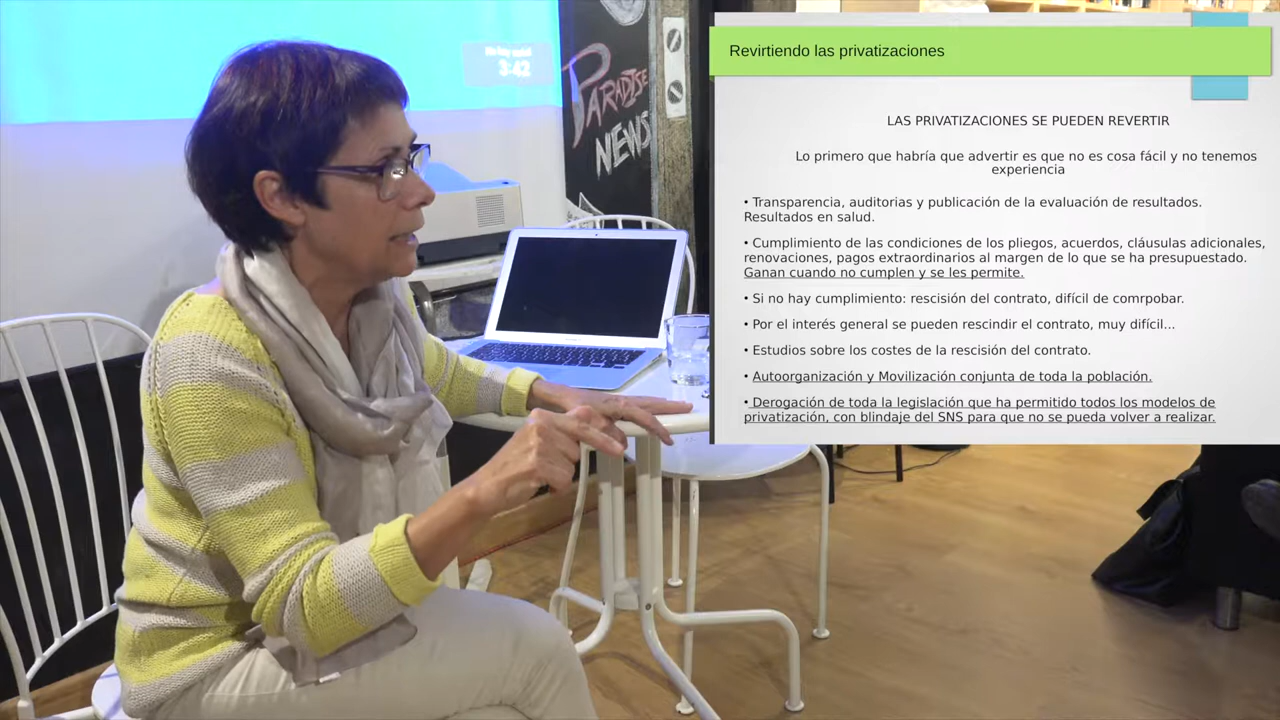 3:42
PARADISE
NEWS
Revirtiendo las privatizaciones
LAS PRIVATIZACIONES SE PUEDEN REVERTIR
Lo primero que habría que advertir es que no es cosa fácil y no tenemos
experiencia
• Transparencia, auditorias y publicación de la evaluación de resultados.
Resultados en salud.
• Cumplimiento de las condiciones de los pliegos, acuerdos, cláusulas adicionales,
renovaciones, pagos extraordinarios al margen de lo que se ha presupuestado.
Ganan cuando no cumplen y se les permite.
• Si no hay cumplimiento: rescisión del contrato, difícil de comrpobar.
• Por el interés general se pueden rescindir el contrato, muy difícil...
• Estudios sobre los costes de la rescisión del contrato.
• Autoorganización y Movilización conjunta de toda la población.
• Derogación de toda la legislación que ha permitido todos los modelos de
privatización, con blindaje del SNS para que no se pueda volver a realizar.